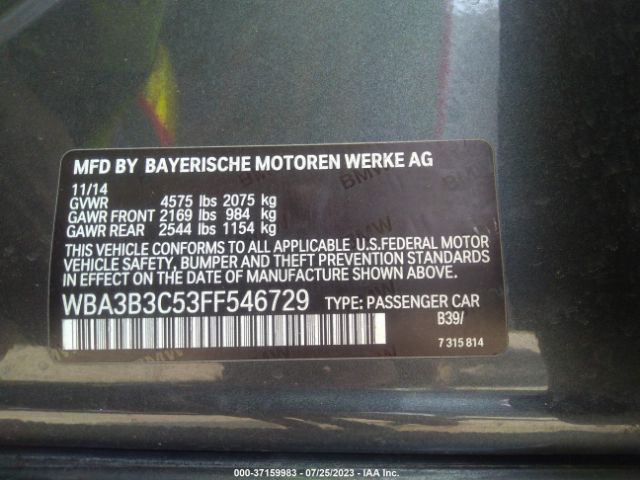 MFD BY BAYERISCHE MOTOREN WERKE AG
11/14
GVWR 4575 lbs 2075 kg
GAWR FRONT 2169 lbs 984 kg
GAWR REAR 2544 lbs 1154 kg
THIS VEHICLE CONFORMS TO ALL APPLICABLE U.S.FEDERAL MOTOR
VEHICLE SAFETY, BUMPER AND THEFT PREVENTION STANDARDS
IN EFFECT ON THE DATE OF MANUFACTURE SHOWN ABOVE.
WBA3B3C53FF546729 TYPE: PASSENGER CAR
B39/
7 315 814
000-37159983 - 07/25/2023 - IAA Inc.